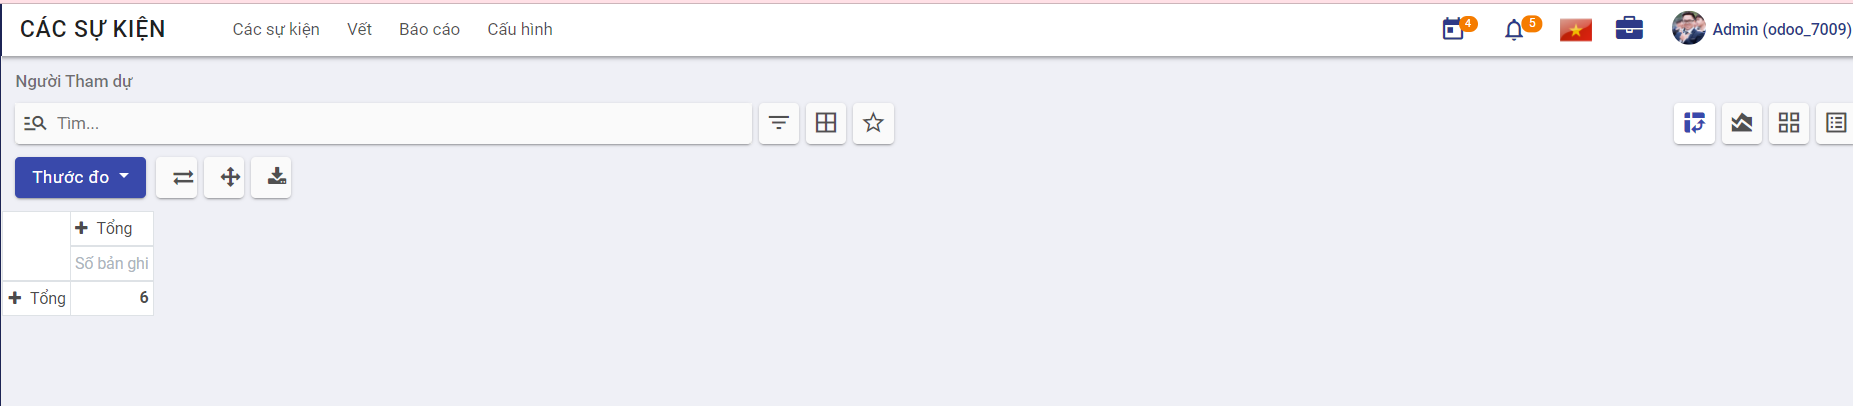 CÁC SỰ KIỆN Các sự kiện Vết Báo cáo Cấu hình 4 5 Admin (odoo_7009)
Người Tham dự
Tìm...
Thước đo
Tổng
Số bản ghi
Tổng 6